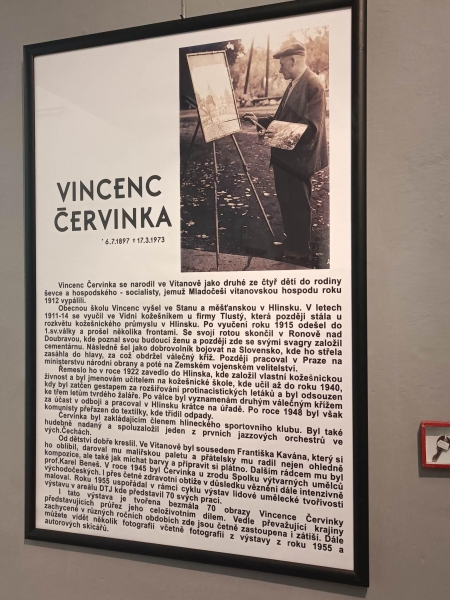 VINCENC
ČERVINKA
* 6.7.1897 † 17.3.1973
Vincenc Červinka se narodil ve Vitanově jako druhé ze čtyř dětí do rodiny
ševce a hospodského - socialisty, jemuž Mladočeši vitanovskou hospodu roku
1912 vypálili.
Obecnou školu Vincenc vyšel ve Stanu a měšťanskou v Hlinsku. V letech
1911-14 se vyučil ve Vídni kožešníkem u firmy Tlustý, která později stála u
rozkvětu kožešnického průmyslu v Hlinsku. Po vyučení roku 1915 odešel do
1.sv.války a prošel několika frontami. Se svojí rotou skončil v Ronově nad
Doubravou, kde poznal svou budoucí ženu a později zde se svými svagry založil
cementárnu. Následně šel jako dobrovolník bojovat na Slovensko, kde ho střela
zasáhla do hlavy, za což obdržel válečný kříž. Později pracoval v Praze na
ministerstvu národní obrany a poté na Zemském vojenském velitelství.
Řemeslo ho v roce 1922 zavedlo do Hlinska, kde založil vlastní kožešnickou
živnost a byl jmenován učitelem na kožešnické škole, kde učil až do roku 1940,
kdy byl zatčen gestapem za rozšiřování protinacistických letáků a byl odsouzen
ke třem letům tvrdého žaláře. Po válce byl vyznamenán druhým válečným křížem
za účast v odboji a pracoval v Hlinsku krátce na úřadě. Po roce 1948 byl však
komunisty přeřazen do textilky, kde třídil odpady.
Červinka byl zakládajícím členem hlineckého sportovního klubu. Byl také
hudebně nadaný a spoluzaložil jeden z prvních jazzových orchestrů ve
vých.Čechách.
Od dětství dobře kreslil. Ve Vitanově byl sousedem Františka Kavána, který si
ho oblíbil, daroval mu malířskou paletu a přátelsky mu radil nejen ohledně
kompozice, ale také jak míchat barvy a připravit si plátno. Dalším rádcem mu byl
prof.Karel Beneš. V roce 1945 byl Červinka u zrodu Spolku výtvarných umělců
východočeských. I přes četné zdravotní obtíže v důsledku věznění dále intenzivně
maloval. Roku 1955 uspořádal v rámci cyklu výstav lidové umělecké tvořivosti
výstavu v areálu DTJ kde představil 70 svých prací.
I tato výstava je tvořena bezmála 70 obrazy Vincence Červinky
představujících průřez jeho celoživotním dílem. Vedle převažující krajiny
zachycené v různých ročních obdobích zde jsou četně zastoupena i zátiší. Dále
můžete vidět několik fotografií včetně fotografií z výstavy z roku 1955 a
autorových skicářů.